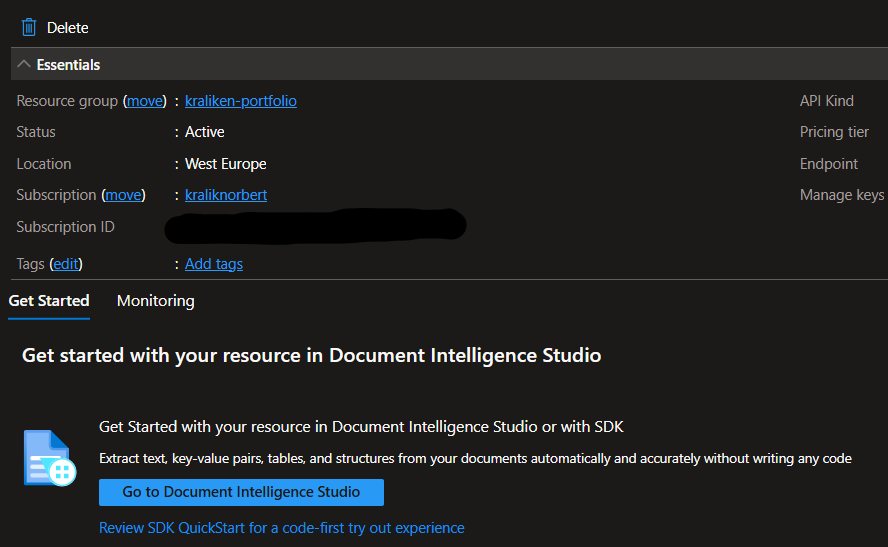 Delete
Essentials
Resource group (move) : kraliken-portfolio
API Kind
Status : Active
Pricing tier
Location : West Europe
Endpoint
Subscription (move) : kraliknorbert
Manage keys
Subscription ID
Tags (edit) : Add tags
Get Started Monitoring
Get started with your resource in Document Intelligence Studio
Get Started with your resource in Document Intelligence Studio or with SDK
Extract text, key-value pairs, tables, and structures from your documents automatically and accurately without writing any code
Go to Document Intelligence Studio
Review SDK QuickStart for a code-first try out experience